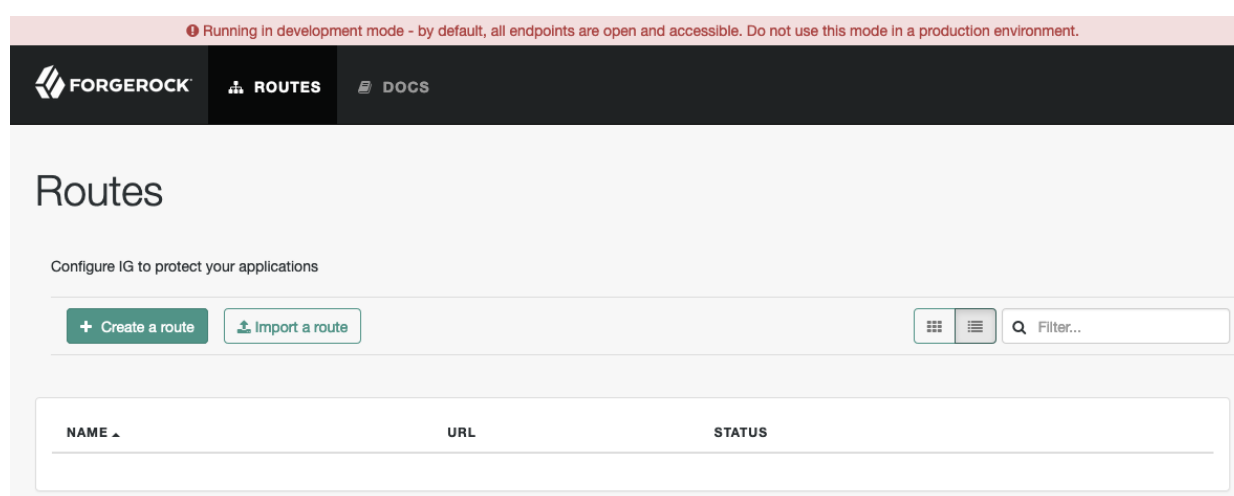 Running in development mode - by default, all endpoints are open and accessible. Do not use this mode in a production environment.
FORGEROCK ROUTES DOCS
Routes
Configure IG to protect your applications
+ Create a route Import a route Filter...
NAME URL STATUS